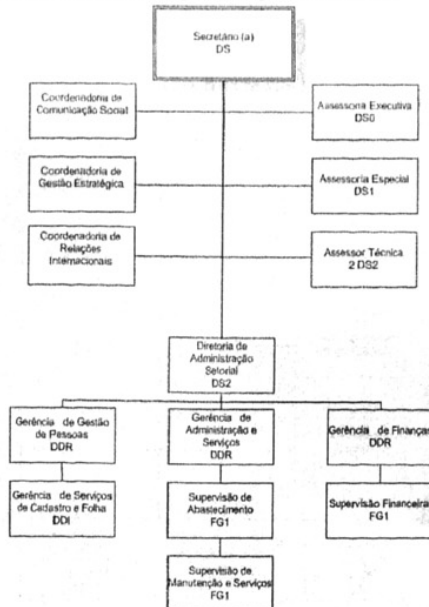 Secretário (a)
DS
Coordenadoria de
Comunicação Social
Assessoria Executiva
DS0
Coordenadoria de
Gestão Estratégica
Assessoria Especial
DS1
Coordenadoria de
Relações
Internacionais
Assessor Técnica
2 DS2
Diretoria de
Administração
Setorial
DS2
Gerência de Gestão
de Pessoas
DDR
Gerência de
Administração e
Serviços
DDR
Gerência de Finanças
DDR
Gerência de Serviços
de Cadastro e Folha
DDI
Supervisão de
Abastecimento
FG1
Supervisão Financeira
FG1
Supervisão de
Manutenção e Serviços
FG1